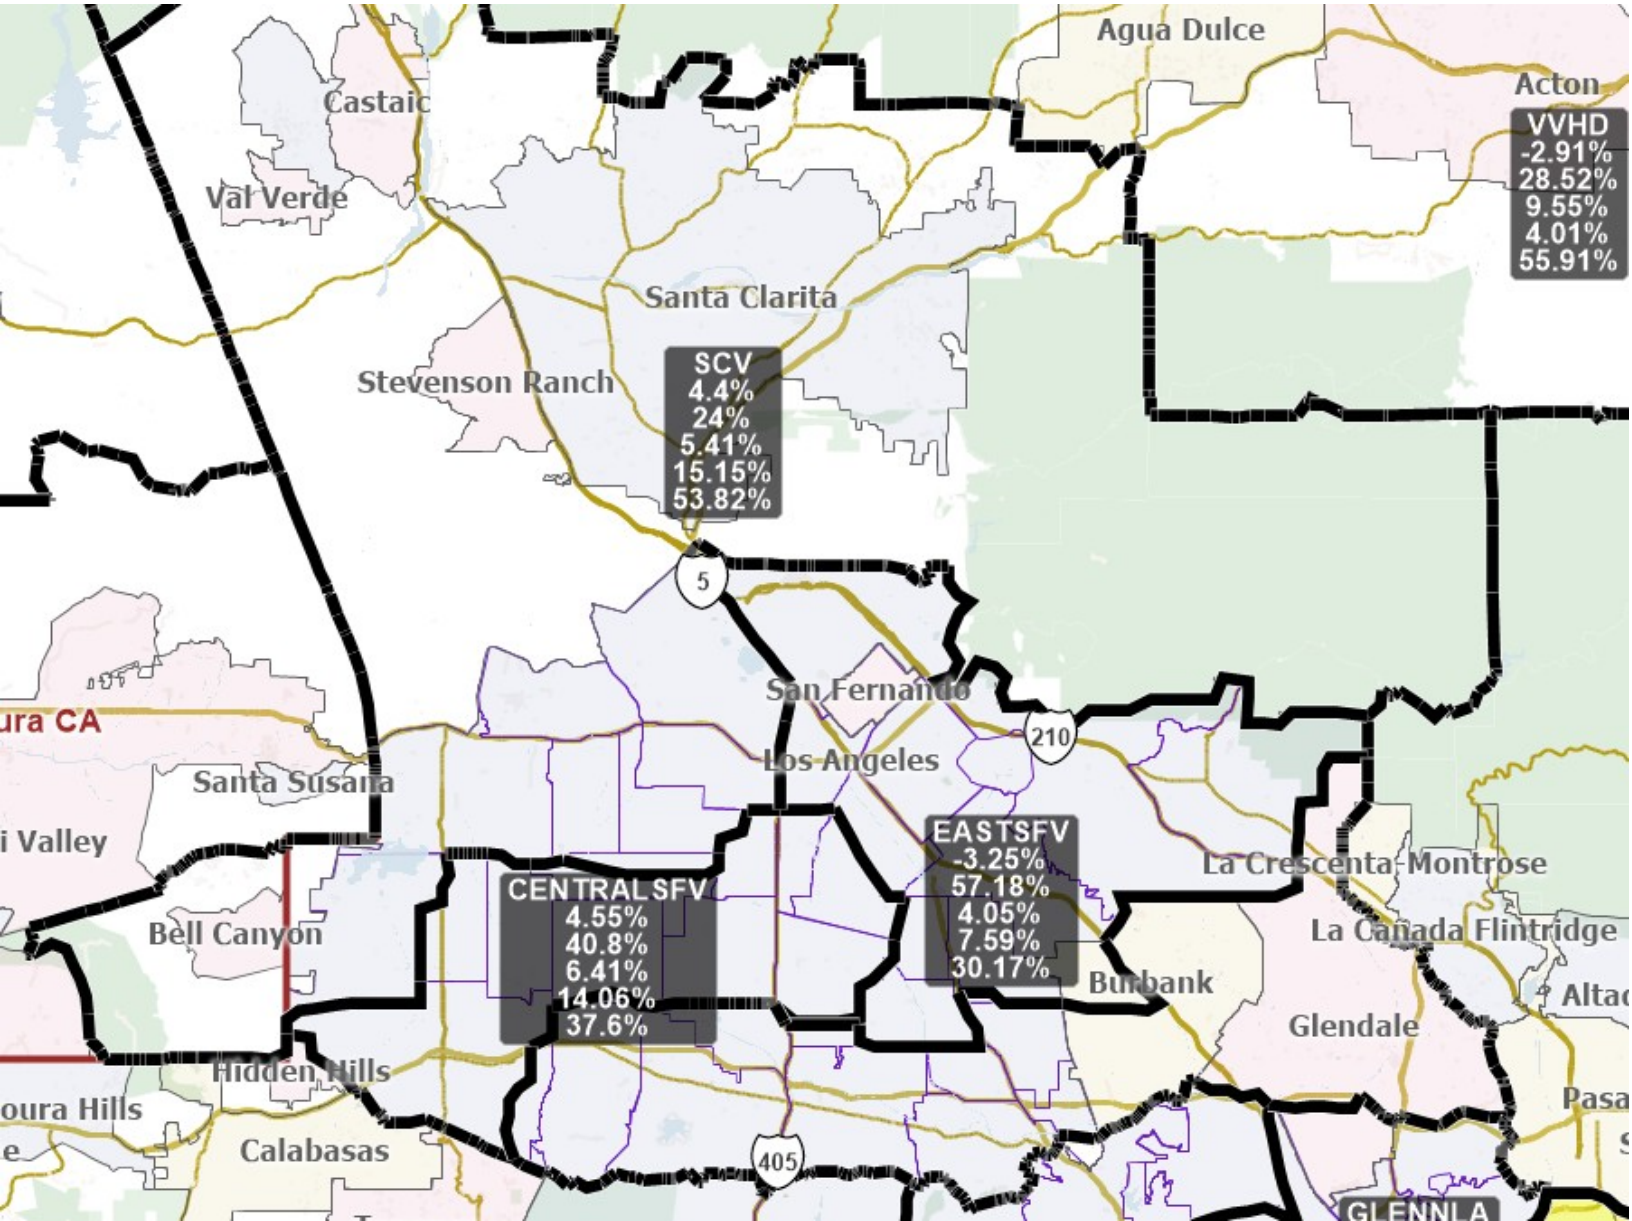 Agua Dulce
Acton
Castaic
VVHD
-2.91%
28.52%
9.55%
4.01%
55.91%
Val Verde
Santa Clarita
Stevenson Ranch
SCV
4.4%
24%
5.41%
15.15%
53.82%
5
San Fernando
ura CA
210
Los Angeles
Santa Susana
i Valley
EASTSFV
-3.25%
57.18%
4.05%
7.59%
30.17%
La Crescenta-Montrose
CENTRALSFV
4.55%
40.8%
6.41%
14.06%
37.6%
Bell Canyon
La Canada Flintridge
Burbank
Altad
Glendale
Hidden Hills
oura Hills
Pasa
e
Calabasas
S
405
GLENNLA